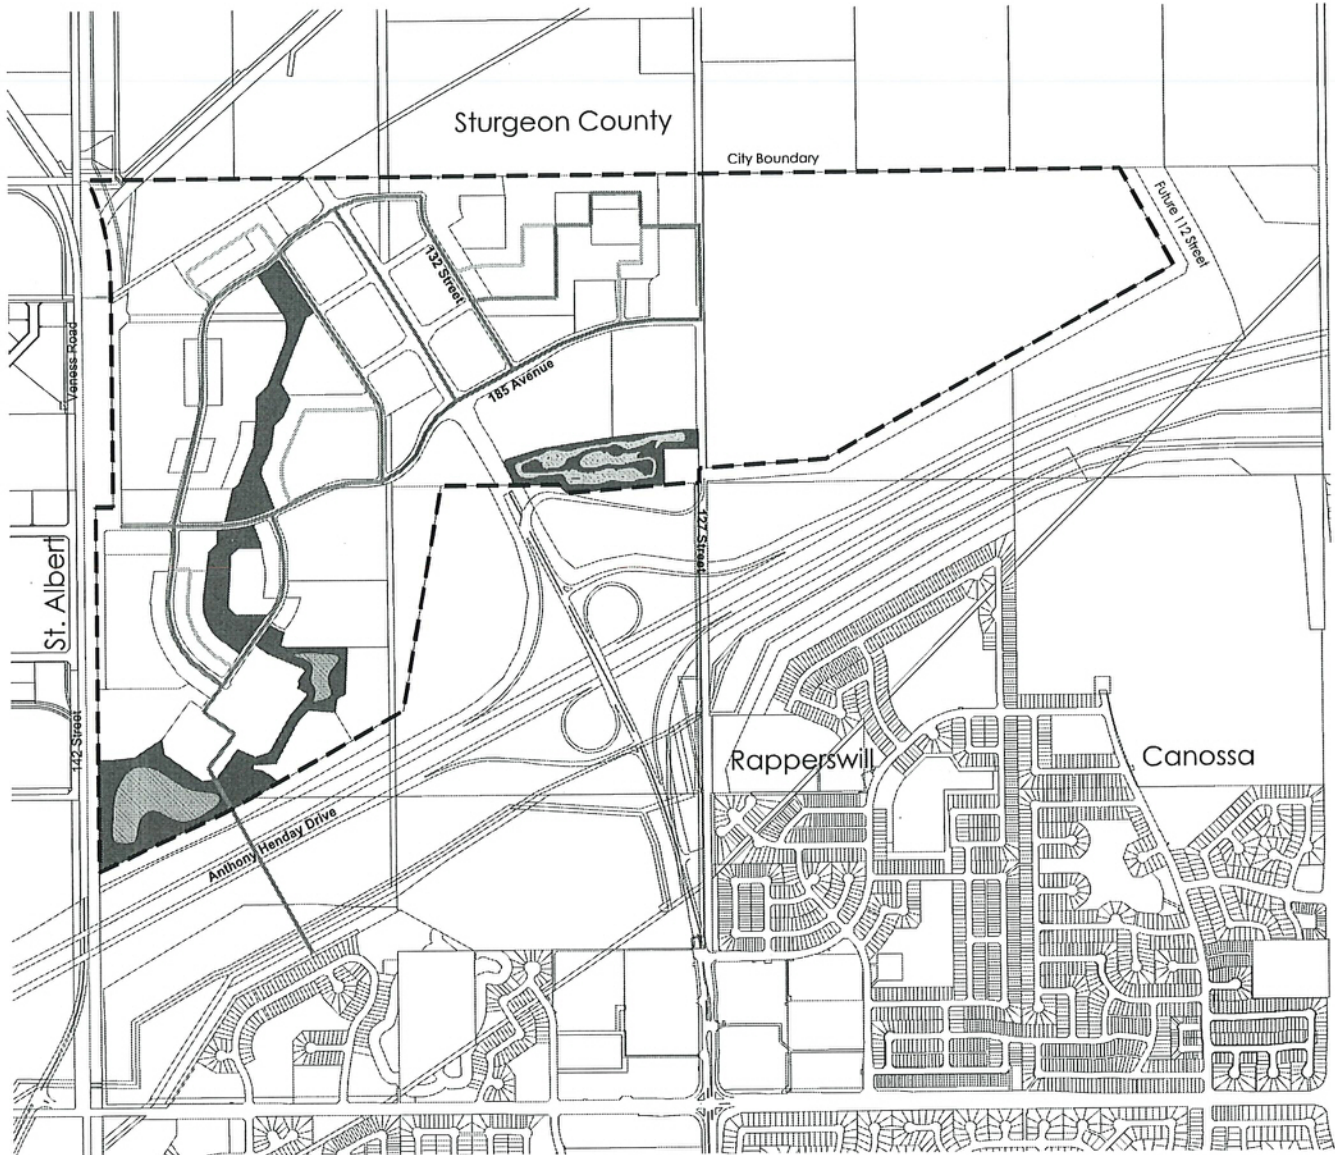 Sturgeon County
City Boundary
Future 112 Street
132 Street
Veness Road
185 Avenue
127 Street
St. Albert
142 Street
Rapperswill
Canossa
Anthony Henday Drive